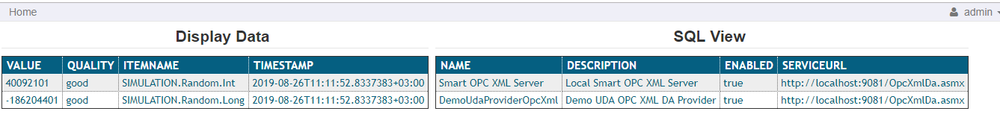 Home admin
Display Data SQL View
VALUE QUALITY ITEMNAME TIMESTAMP NAME DESCRIPTION ENABLED SERVICEURL
40092101 good SIMULATION.Random.Int 2019-08-26T11:11:52.8337383+03:00 Smart OPC XML Server Local Smart OPC XML Server true http://localhost:9081/OpcXmlDa.asmx
-186204401 good SIMULATION.Random.Long 2019-08-26T11:11:52.8337383+03:00 DemoUdaProviderOpcXml Demo UDA OPC XML DA Provider true http://localhost:9081/OpcXmlDa.asmx